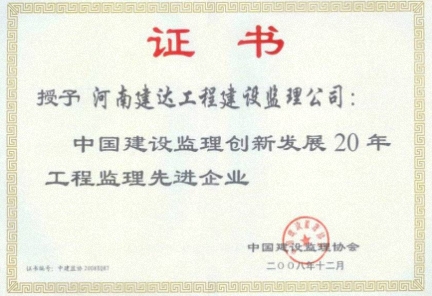 证书
授予 河南建达工程建设监理公司：
中国建设监理创新发展20年
工程监理先进企业
中国建设监理协会
二〇〇八年十二月